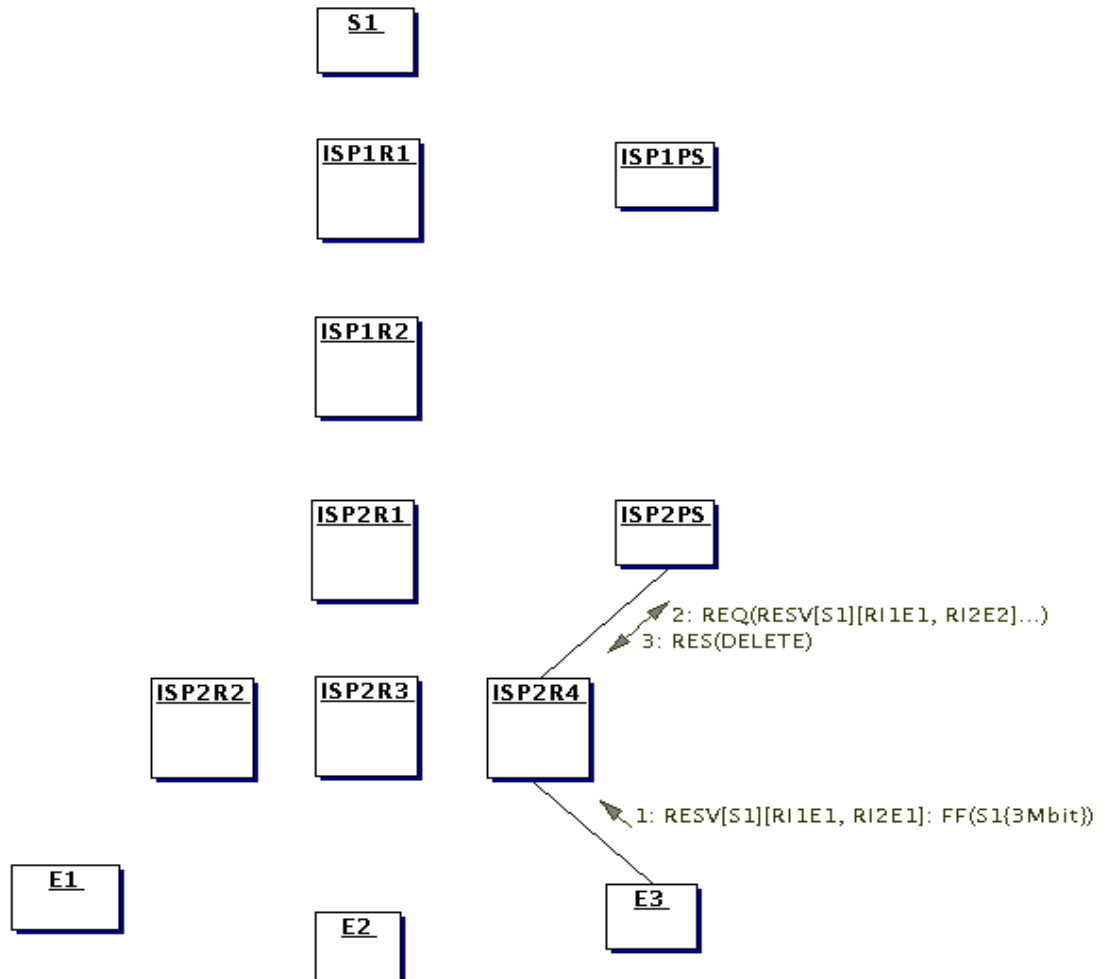 S1
ISP1R1
ISP1PS
ISP1R2
ISP2R1
ISP2PS
2: REQ(RESV[S1][RI1E1, RI2E2]...)
3: RES(DELETE)
ISP2R2
ISP2R3
ISP2R4
1: RESV[S1][RI1E1, RI2E1]: FF(S1{3Mbit})
E1
E3
E2